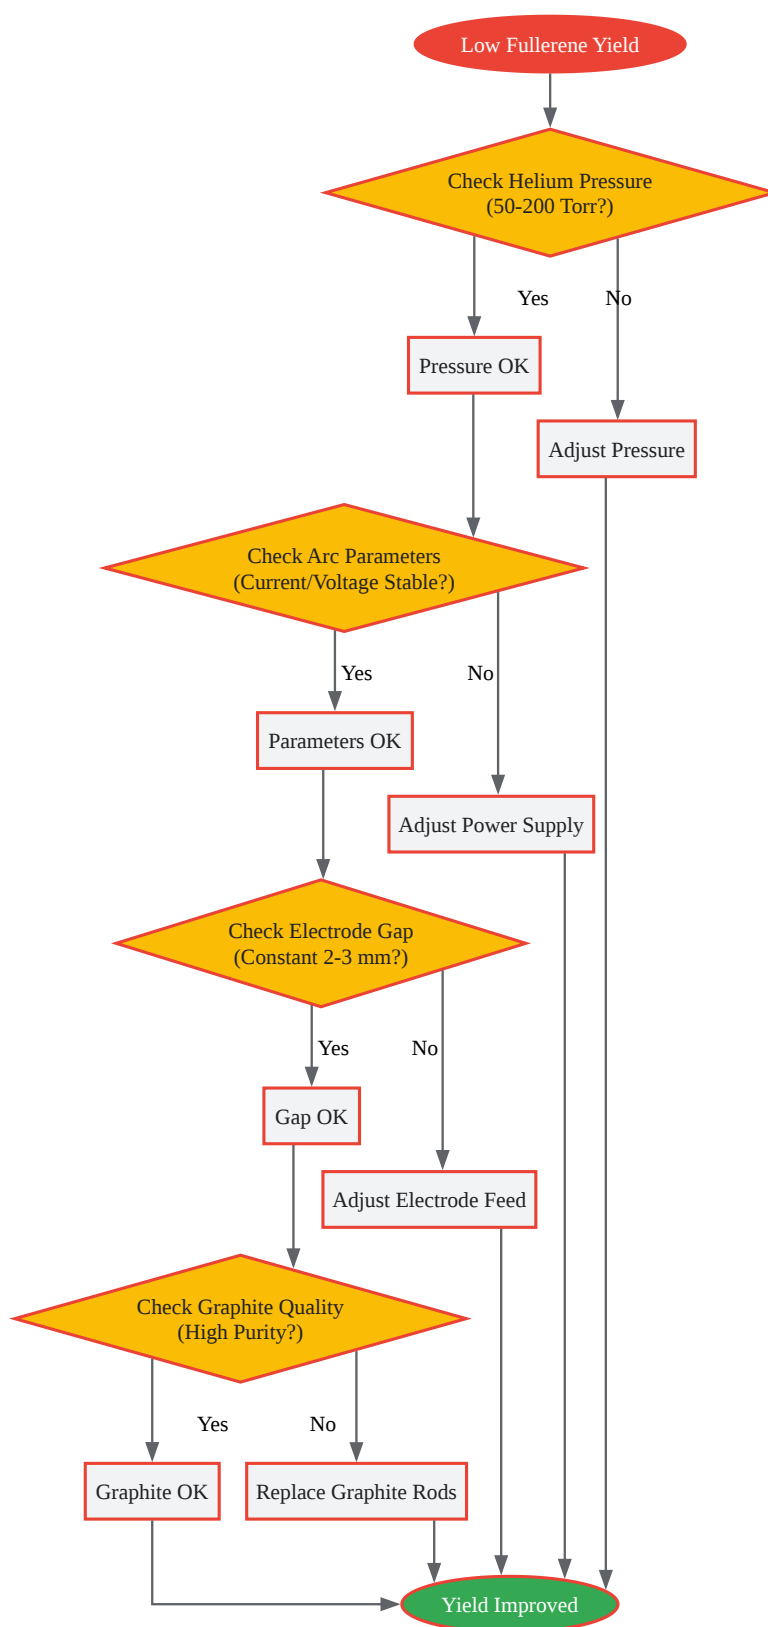 Low Fullerene Yield
Check Helium Pressure
(50-200 Torr?)
Yes
No
Pressure OK
Adjust Pressure
Check Arc Parameters
(Current/Voltage Stable?)
Yes
No
Parameters OK
Adjust Power Supply
Check Electrode Gap
(Constant 2-3 mm?)
Yes
No
Gap OK
Adjust Electrode Feed
Check Graphite Quality
(High Purity?)
Yes
No
Graphite OK
Replace Graphite Rods
Yield Improved